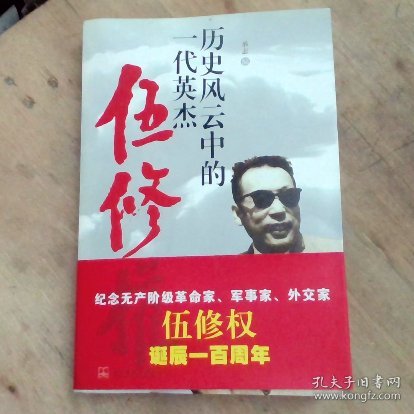 历史风云中的
一代英杰
伍修
纪念无产阶级革命家、军事家、外交家
伍修权
诞辰一百周年
孔夫子旧书网
www.kongfz.com